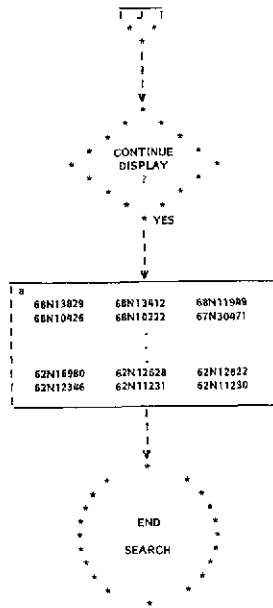 J
CONTINUE
DISPLAY
?
YES
a
68N13829 68N13412 68N11949
68N10426 68N10222 67N30471
62N16980 62N12628 62N12622
62N12346 62N11231 62N11230
END
SEARCH